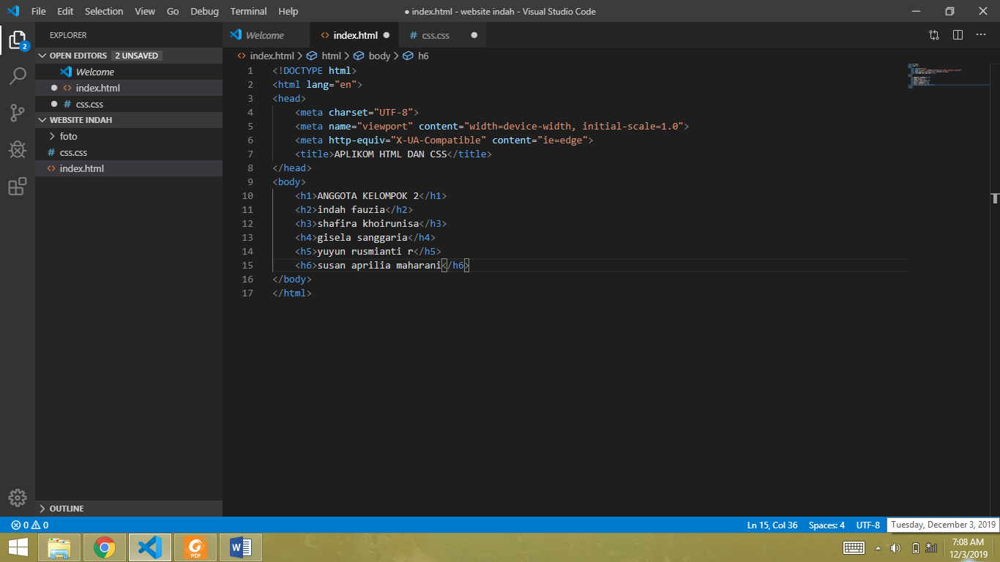 File Edit Selection View Go Debug Terminal Help ● index.html - website indah - Visual Studio Code
EXPLORER
OPEN EDITORS 2 UNSAVED
Welcome
index.html
# css.css
WEBSITE INDAH
foto
# css.css
index.html
OUTLINE
2
Welcome index.html # css.css
index.html > html > body > h6
1 <!DOCTYPE html>
2 <html lang="en">
3 <head>
4 <meta charset="UTF-8">
5 <meta name="viewport" content="width=device-width, initial-scale=1.0">
6 <meta http-equiv="X-UA-Compatible" content="ie=edge">
7 <title>APLIKOM HTML DAN CSS</title>
8 </head>
9 <body>
10 <h1>ANGGOTA KELOMPOK 2</h1>
11 <h2>indah fauzia</h2>
12 <h3>shafira khoirunisa</h3>
13 <h4>gisela sanggaria</h4>
14 <h5>yuyun rusmianti r</h5>
15 <h6>susan aprilia maharani</h6>
16 </body>
17 </html>
0 0 Ln 15, Col 36 Spaces: 4 UTF-8 Tuesday, December 3, 2019
PDF
7:08 AM
12/3/2019